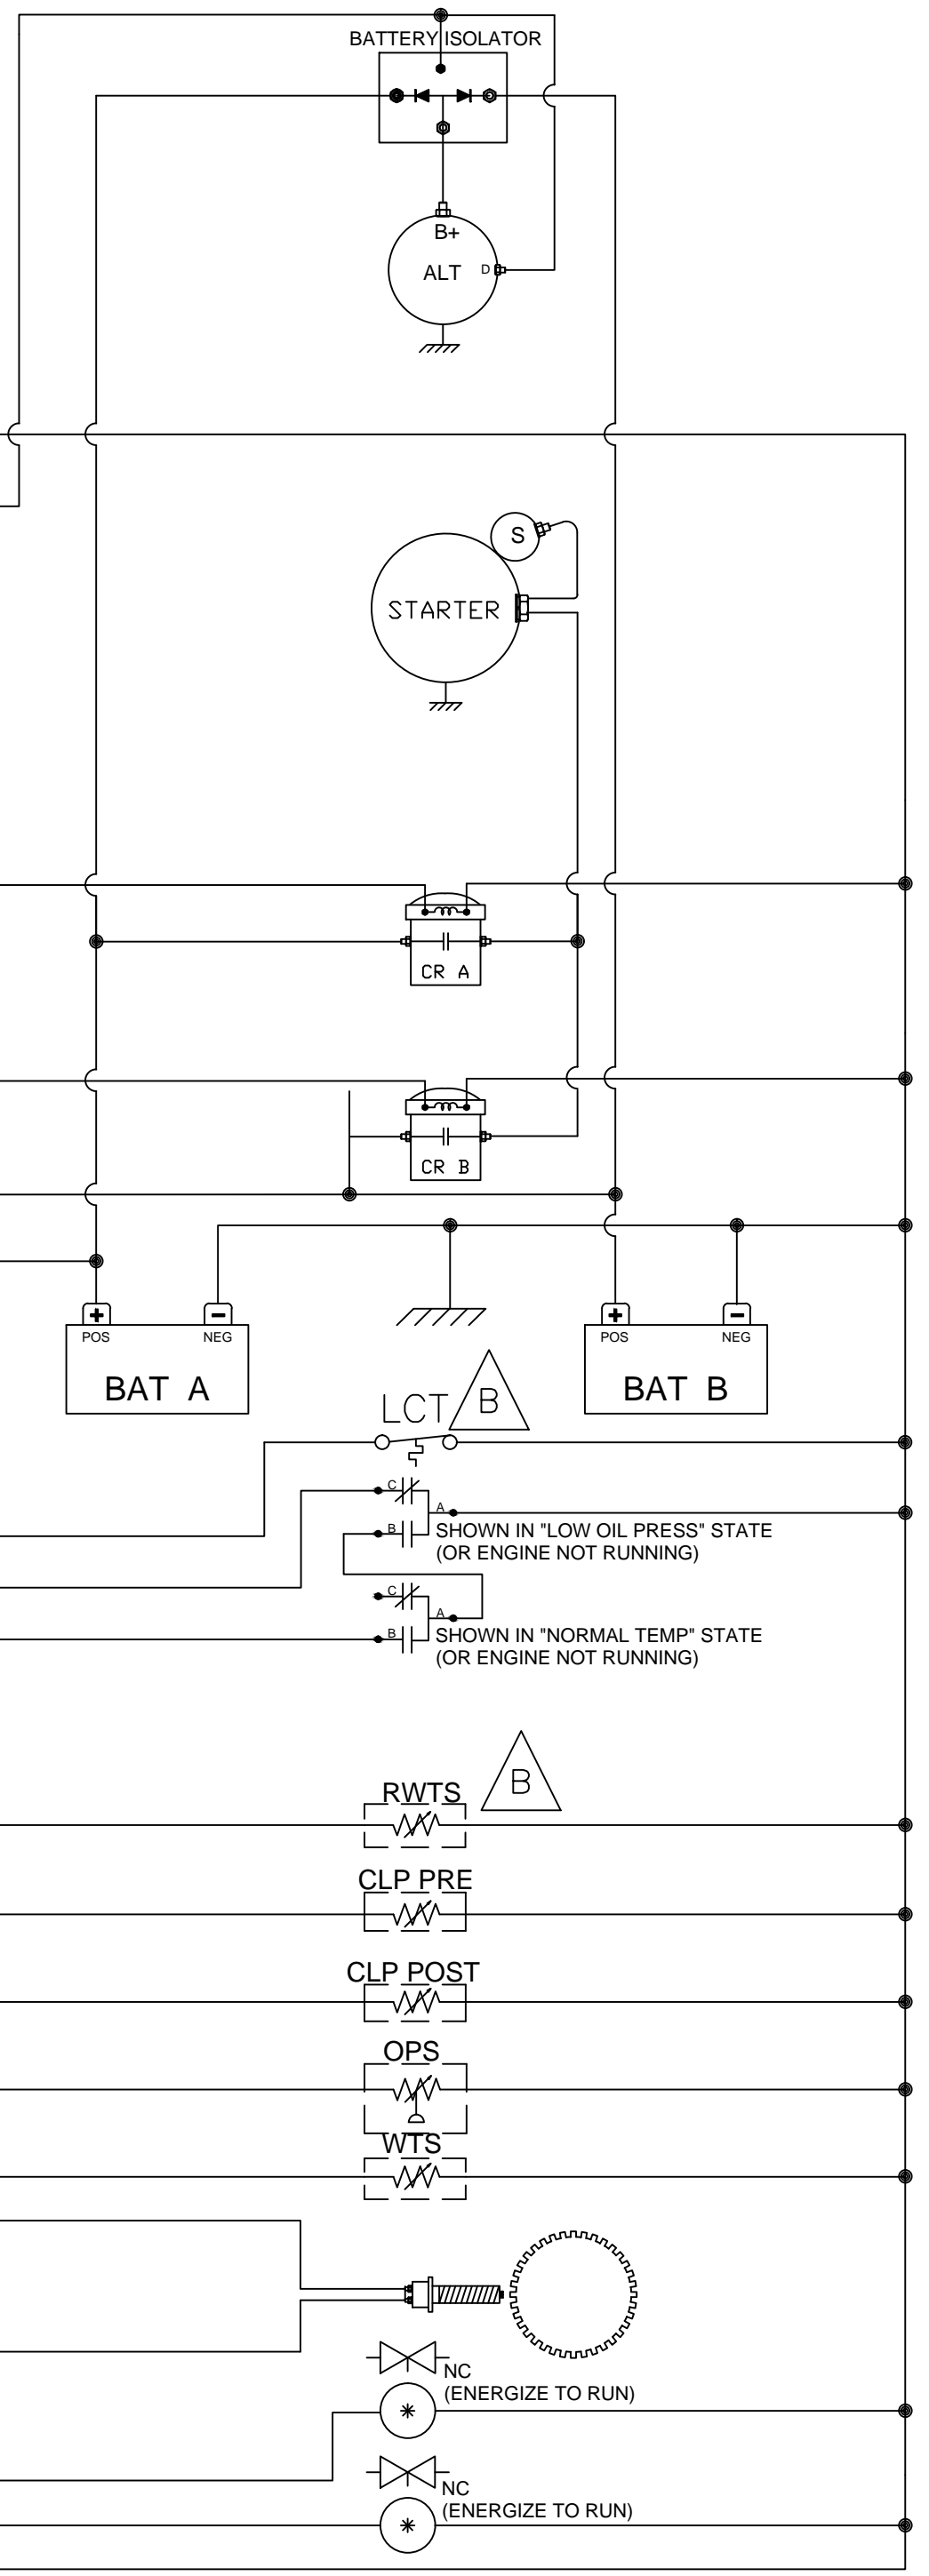 BATTERY ISOLATOR
B+
ALT
D
S
STARTER
CR A
CR B
+
POS
-
NEG
BAT A
+
POS
-
NEG
BAT B
LCT
B
C
A
B
SHOWN IN "LOW OIL PRESS" STATE
(OR ENGINE NOT RUNNING)
C
A
B
SHOWN IN "NORMAL TEMP" STATE
(OR ENGINE NOT RUNNING)
B
RWTS
CLP PRE
CLP POST
OPS
WTS
NC
(ENERGIZE TO RUN)
NC
(ENERGIZE TO RUN)